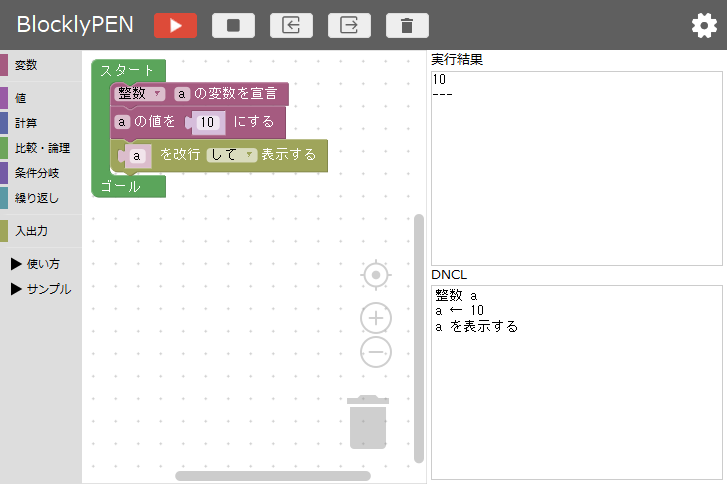 BlocklyPEN
変数
値
計算
比較・論理
条件分岐
繰り返し
入出力
▶ 使い方
▶ サンプル
スタート
整数 ▼ a の変数を宣言
a の値を 10 にする
a を改行 して ▼ 表示する
ゴール
実行結果
10
---
DNCL
整数 a
a ← 10
a を表示する